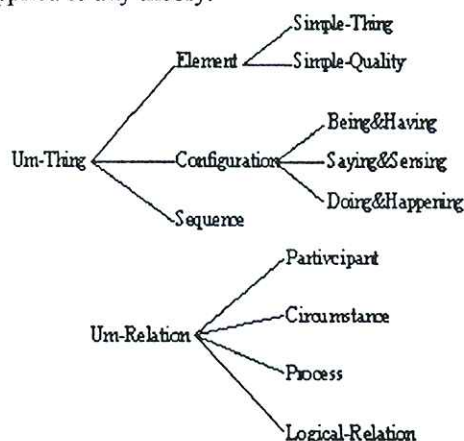 Simple-Thing
Element
Simple-Quality
Being&Having
Um-Thing
Configuration
Saying&Sensing
Doing&Happening
Sequence
Partivcipant
Circumstance
Um-Relation
Process
Logical-Relation